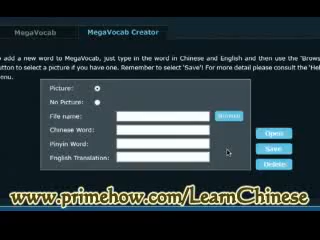 MegaVocab MegaVocab Creator
o add a new word to MegaVocab, just type in the word in Chinese and English and then use the 'Brows
utton to select a picture if you have one. Remember to select 'Save'! For more detail please consult the 'Hel
enu.
Picture:
No Picture:
File name: Browse
Chinese Word: Open
Pinyin Word: Save
English Translation: Delete
www.primehow.com/LearnChinese